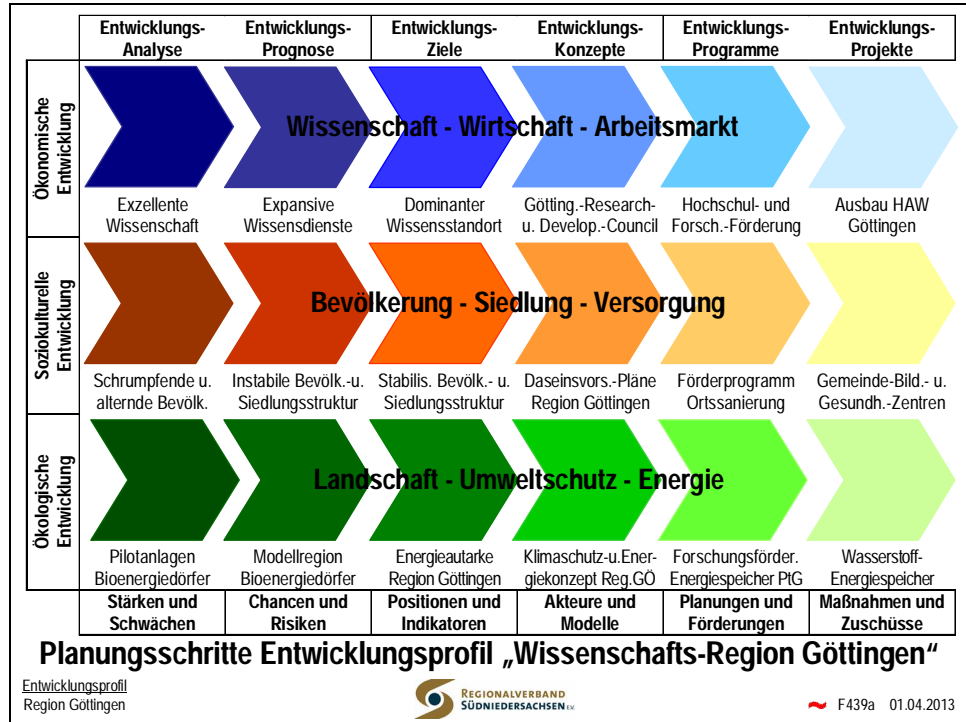 Entwicklungs-Analyse
Entwicklungs-Prognose
Entwicklungs-Ziele
Entwicklungs-Konzepte
Entwicklungs-Programme
Entwicklungs-Projekte
Ökonomische
Entwicklung
Wissenschaft - Wirtschaft - Arbeitsmarkt
Exzellente
Wissenschaft
Expansive
Wissensdienste
Dominanter
Wissensstandort
Götting.-Research-
u. Develop.-Council
Hochschul- und
Forsch.-Förderung
Ausbau HAW
Göttingen
Soziokulturelle
Entwicklung
Bevölkerung - Siedlung - Versorgung
Schrumpfende u.
alternde Bevölk.
Instabile Bevölk.-u.
Siedlungsstruktur
Stabilis. Bevölk.- u.
Siedlungsstruktur
Daseinsvors.-Pläne
Region Göttingen
Förderprogramm
Ortssanierung
Gemeinde-Bild.- u.
Gesundh.-Zentren
Ökologische
Entwicklung
Landschaft - Umweltschutz - Energie
Pilotanlagen
Bioenergiedörfer
Modellregion
Bioenergiedörfer
Energieautarke
Region Göttingen
Klimaschutz-u.Ener-
giekonzept Reg.GÖ
Forschungsförder.
Energiespeicher PtG
Wasserstoff-
Energiespeicher
Stärken und
Schwächen
Chancen und
Risiken
Positionen und
Indikatoren
Akteure und
Modelle
Planungen und
Förderungen
Maßnahmen und
Zuschüsse
Planungsschritte Entwicklungsprofil „Wissenschafts-Region Göttingen“
Entwicklungsprofil
Region Göttingen
REGIONALVERBAND
SÜDNIEDERSACHSEN E.V.
F439a 01.04.2013